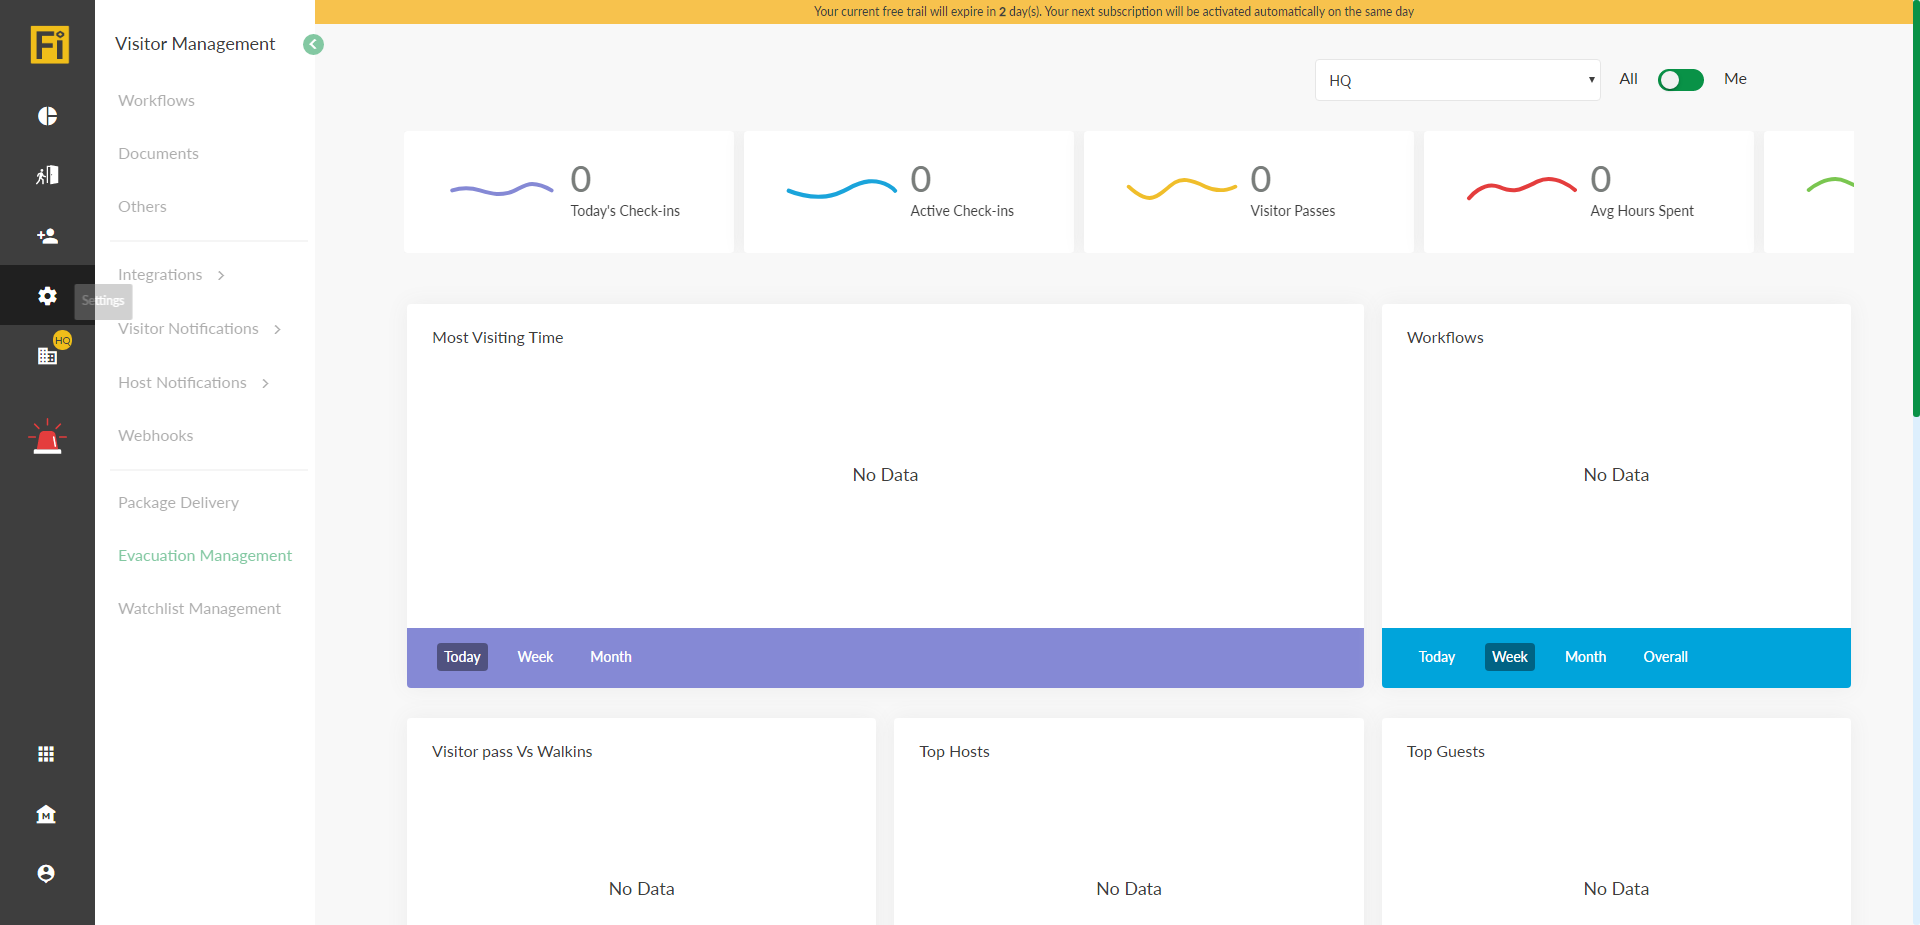 Your current free trail will expire in 2 day(s). Your next subscription will be activated automatically on the same day
Fi
Visitor Management
Workflows
Documents
Others
Integrations
Settings
Visitor Notifications
HQ
Host Notifications
Webhooks
Package Delivery
Evacuation Management
Watchlist Management
M
HQ
All
Me
0
Today's Check-ins
0
Active Check-ins
0
Visitor Passes
0
Avg Hours Spent
Most Visiting Time
No Data
Today Week Month
Workflows
No Data
Today Week Month Overall
Visitor pass Vs Walkins
No Data
Top Hosts
No Data
Top Guests
No Data